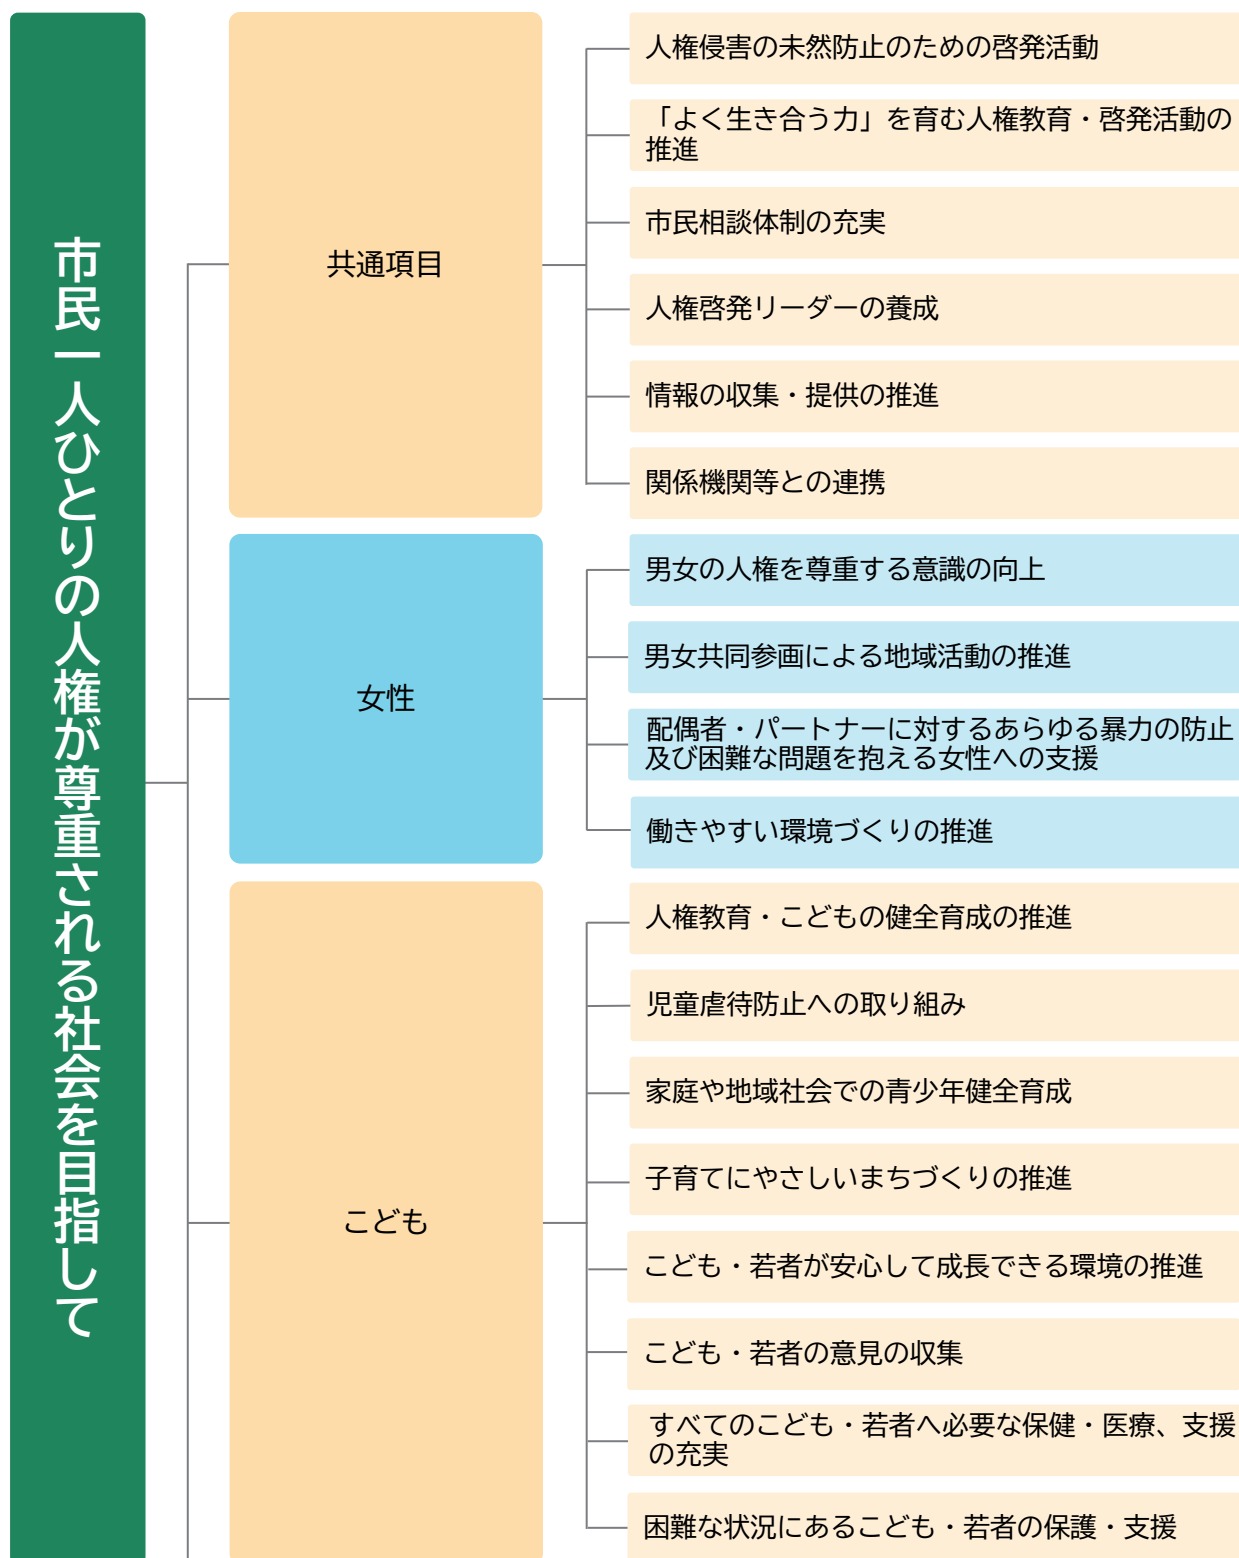 市民一人ひとりの人権が尊重される社会を目指して
共通項目
人権侵害の未然防止のための啓発活動
「よく生き合う力」を育む人権教育・啓発活動の
推進
市民相談体制の充実
人権啓発リーダーの養成
情報の収集・提供の推進
関係機関等との連携
女性
男女の人権を尊重する意識の向上
男女共同参画による地域活動の推進
配偶者・パートナーに対するあらゆる暴力の防止
及び困難な問題を抱える女性への支援
働きやすい環境づくりの推進
こども
人権教育・こどもの健全育成の推進
児童虐待防止への取り組み
家庭や地域社会での青少年健全育成
子育てにやさしいまちづくりの推進
こども・若者が安心して成長できる環境の推進
こども・若者の意見の収集
すべてのこども・若者へ必要な保健・医療、支援
の充実
困難な状況にあるこども・若者の保護・支援